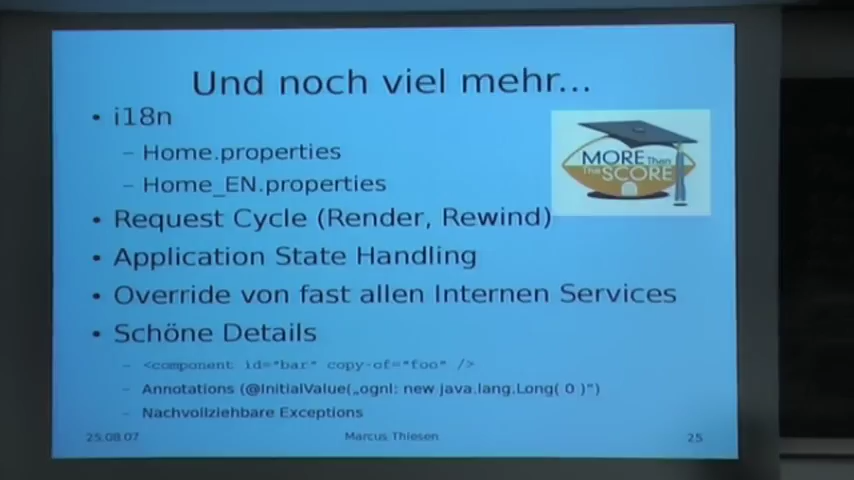 Und noch viel mehr...
• i18n
– Home.properties
– Home_EN.properties
MORE Than
The SCORE
• Request Cycle (Render, Rewind)
• Application State Handling
• Override von fast allen Internen Services
• Schöne Details
– <component id="bar" copy-of="foo" />
– Annotations (@InitialValue(„ognl: new java.lang.Long( 0 )“)
– Nachvollziehbare Exceptions
25.08.07 Marcus Thiesen 25